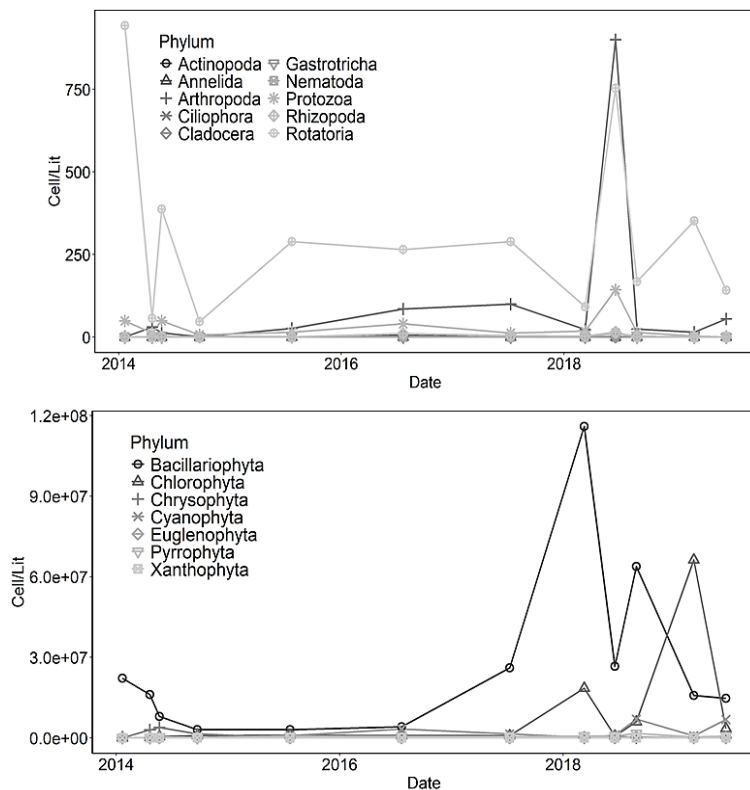 Phylum
Actinopoda Gastrotricha
Annelida Nematoda
Arthropoda Protozoa
Ciliophora Rhizopoda
Cladocera Rotatoria
750
500
250
0
Cell/Lit
2014 2016 2018
Date
1.2e+08
Phylum
Bacillariophyta
Chlorophyta
Chrysophyta
Cyanophyta
Euglenophyta
Pyrrophyta
Xanthophyta
9.0e+07
6.0e+07
3.0e+07
0.0e+00
Cell/Lit
2014 2016 2018
Date